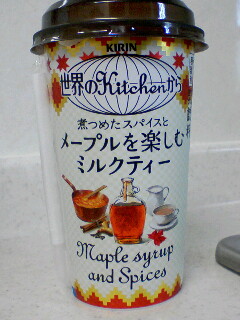 KIRIN
世界のKitchenから
煮つめたスパイスと
メープルを楽しむ
ミルクティー
Maple syrup
and Spices